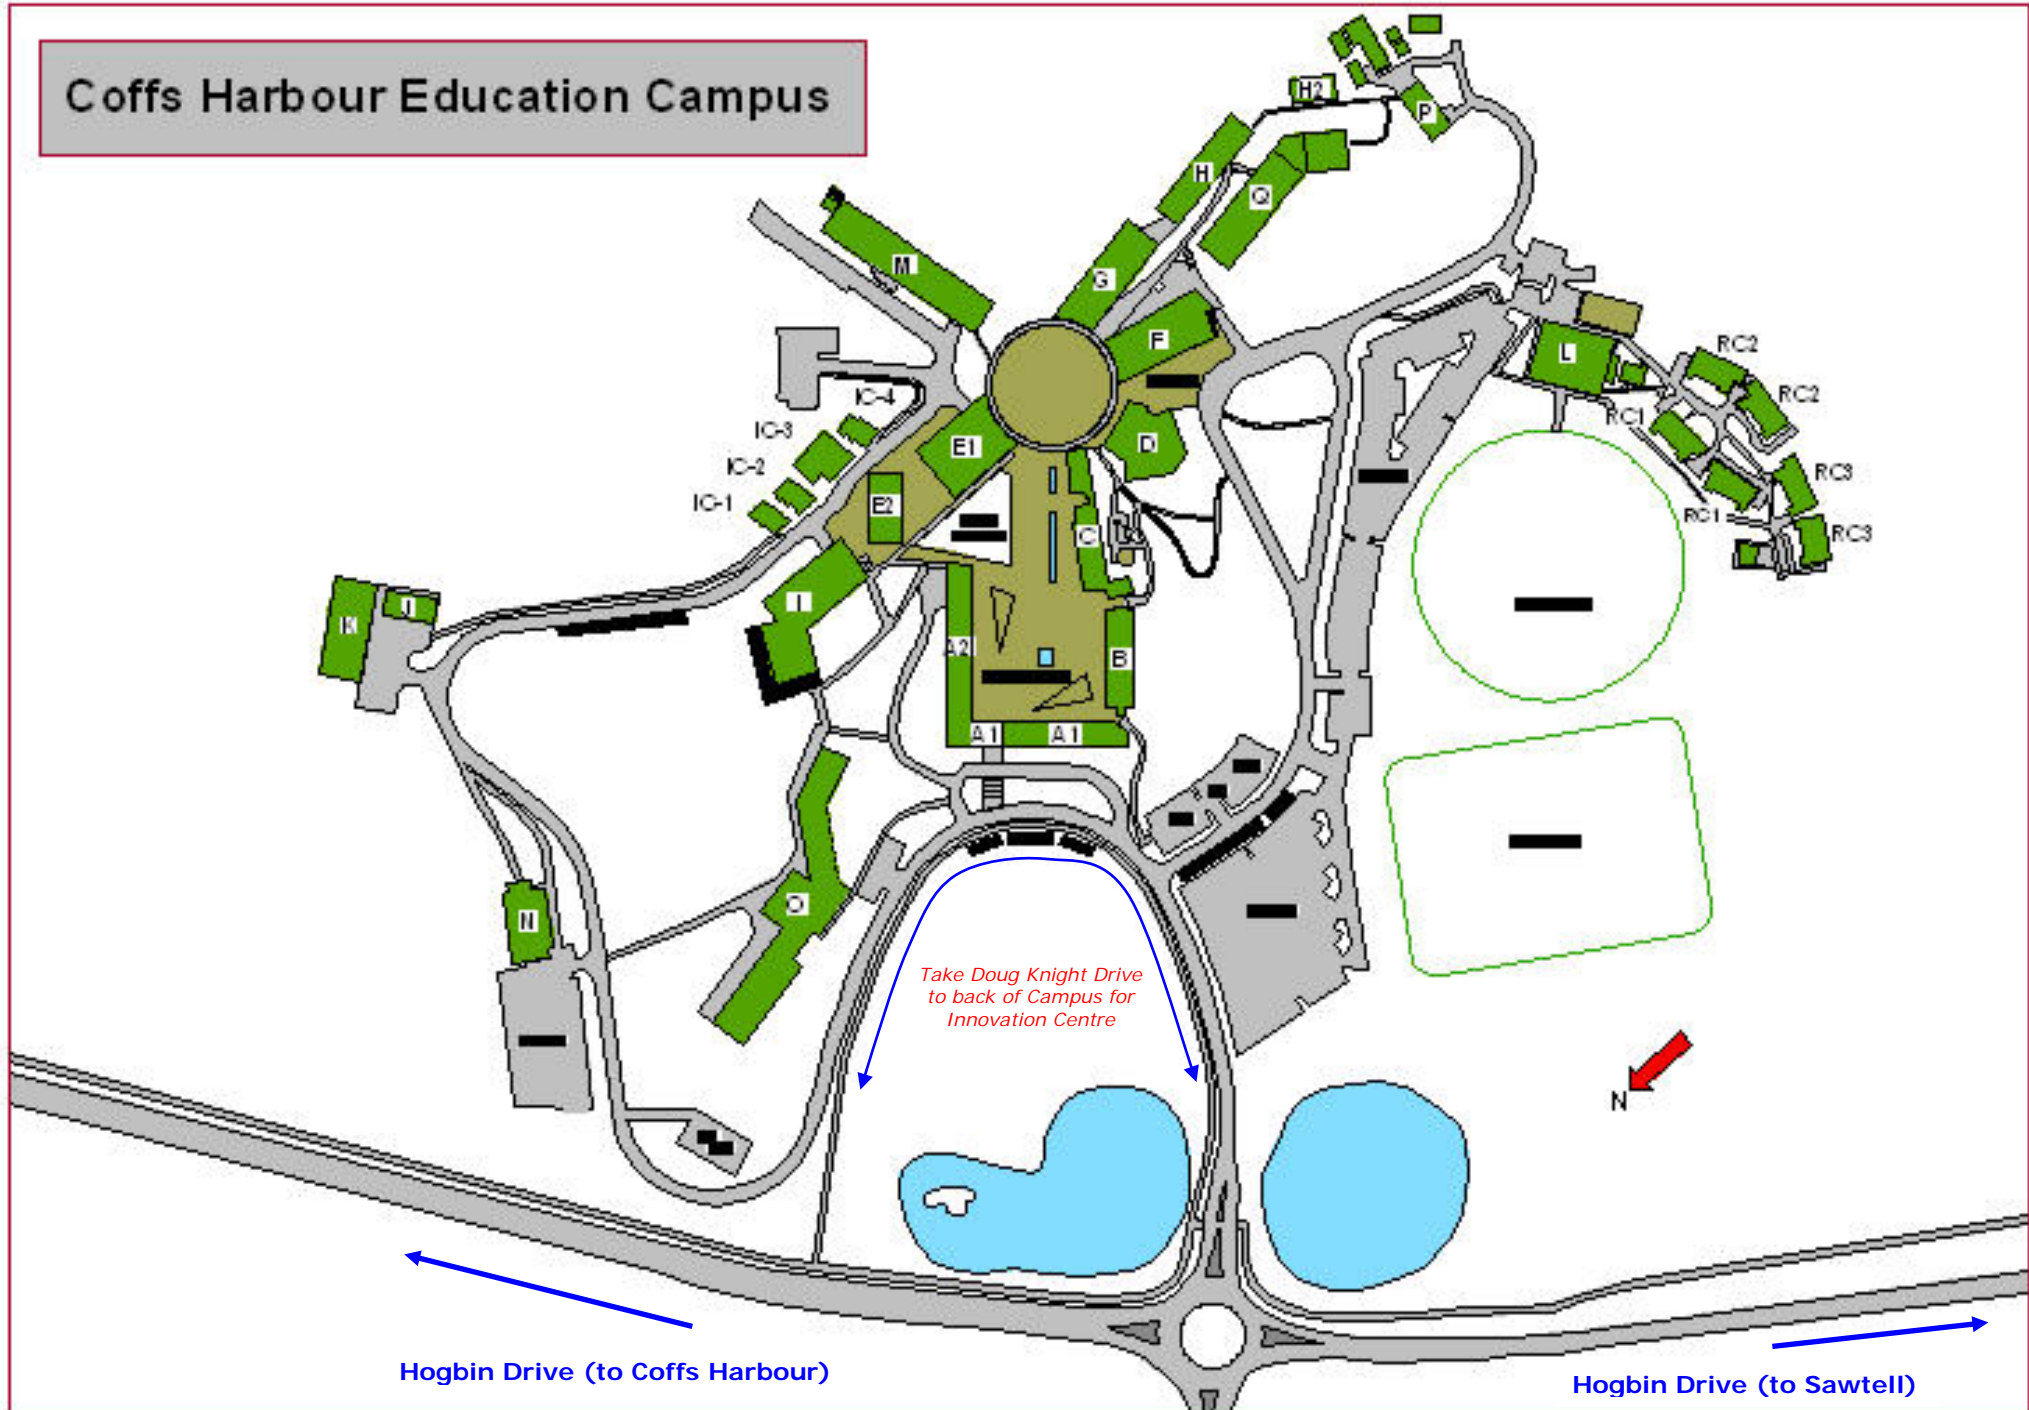 Coffs Harbour Education Campus
H2
P
H
Q
M
G
F
L
RC2
RC2
RC1
IC-4
IC-3
E1
D
IC-2
RC3
IC-1
E2
RC1
C
RC3
J
K
I
A2
B
A1
A1
O
N
Take Doug Knight Drive
to back of Campus for
Innovation Centre
N
Hogbin Drive (to Coffs Harbour)
Hogbin Drive (to Sawtell)